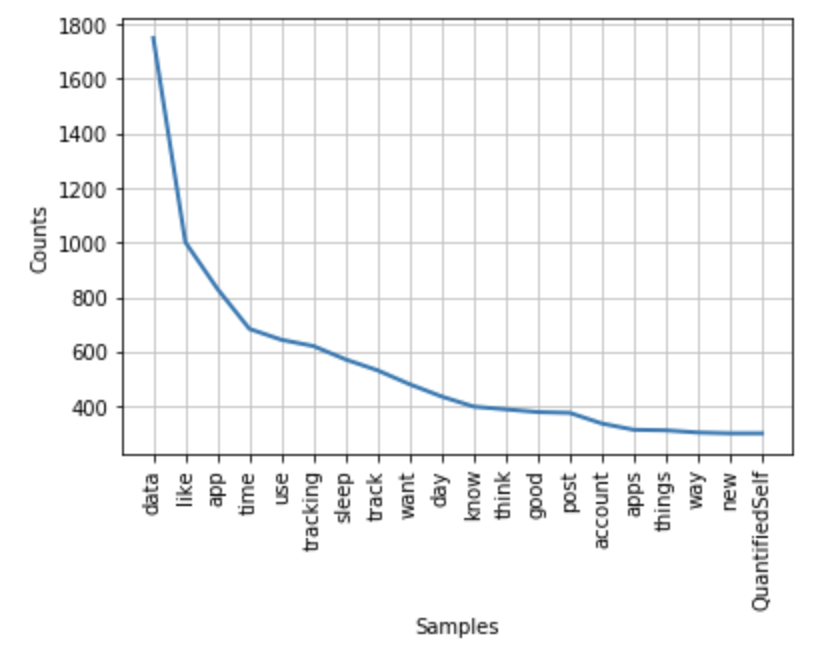 1800
1600
1400
1200
1000
800
600
400
Counts
data
like
app
time
use
tracking
sleep
track
want
day
know
think
good
post
account
apps
things
way
new
QuantifiedSelf
Samples